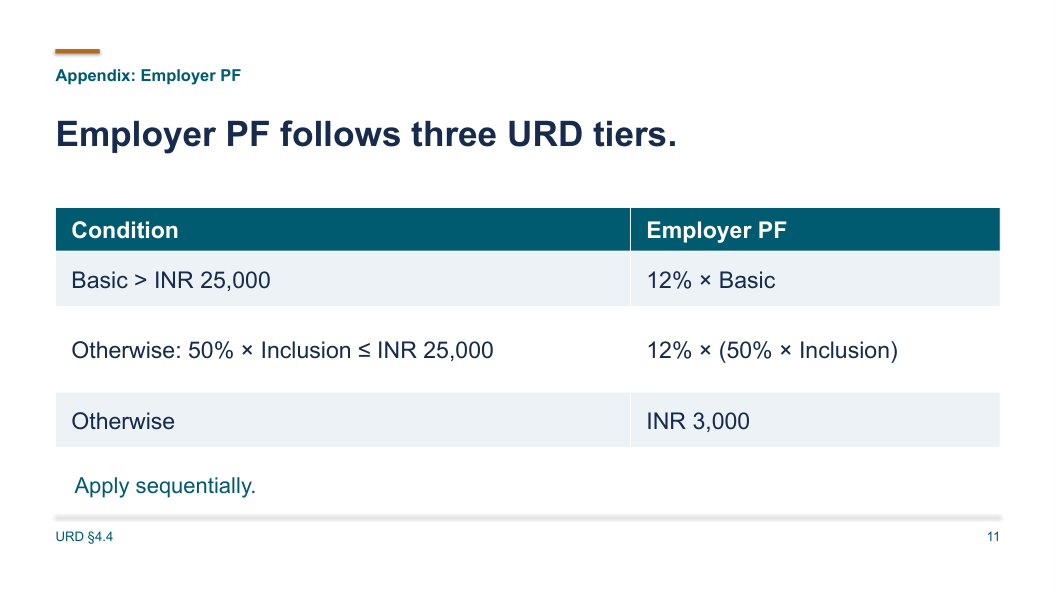 Appendix: Employer PF
Employer PF follows three URD tiers.
Condition
Employer PF
Basic > INR 25,000
12% × Basic
Otherwise: 50% × Inclusion ≤ INR 25,000
12% × (50% × Inclusion)
Otherwise
INR 3,000
Apply sequentially.
URD §4.4
11